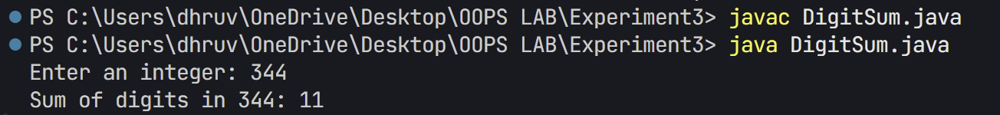 PS C:\Users\dhruv\OneDrive\Desktop\OOPS LAB\Experiment3> javac DigitSum.java
PS C:\Users\dhruv\OneDrive\Desktop\OOPS LAB\Experiment3> java DigitSum.java
Enter an integer: 344
Sum of digits in 344: 11